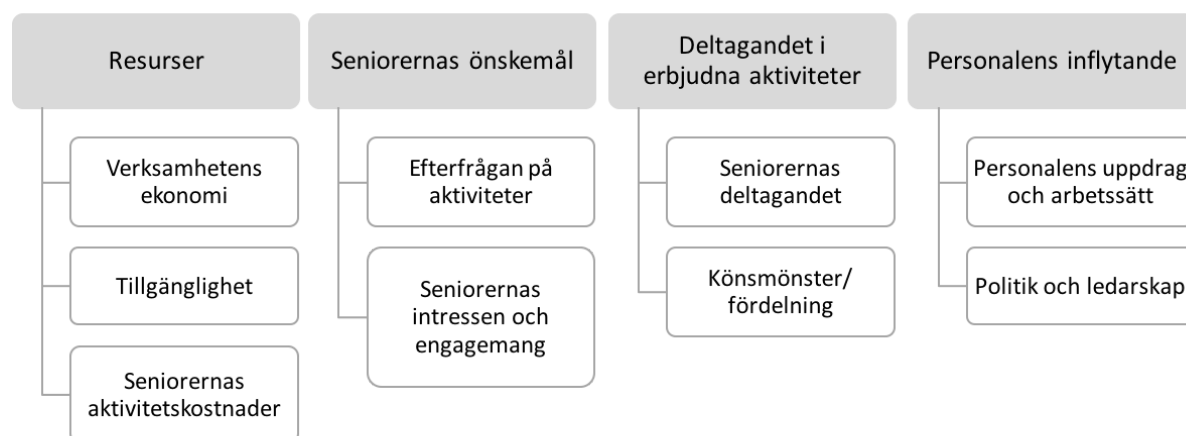 Resurser
Verksamhetens
ekonomi
Tillgänglighet
Seniorernas
aktivitetskostnader
Seniorernas önskemål
Efterfrågan på
aktiviteter
Seniorernas
intressen och
engagemang
Deltagandet i
erbjudna aktiviteter
Seniorernas
deltagandet
Könsmönster/
fördelning
Personalens inflytande
Personalens uppdrag
och arbetssätt
Politik och ledarskap